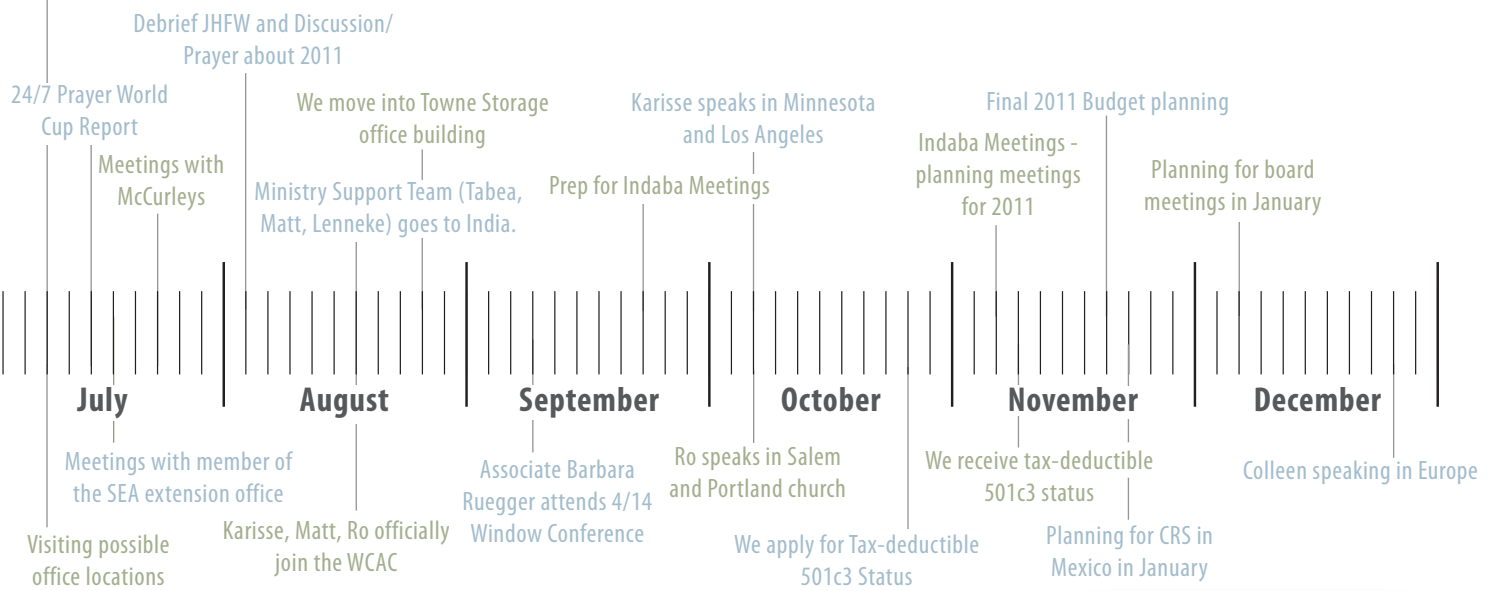 Debrief JHFW and Discussion/
Prayer about 2011
24/7 Prayer World
Cup Report
Meetings with
McCurleys
We move into Towne Storage
office building
Ministry Support Team (Tabea,
Matt, Lenneke) goes to India.
Prep for Indaba Meetings
Karisse speaks in Minnesota
and Los Angeles
Indaba Meetings -
planning meetings
for 2011
Final 2011 Budget planning
Planning for board
meetings in January
July
August
September
October
November
December
Meetings with member of
the SEA extension office
Visiting possible
office locations
Karisse, Matt, Ro officially
join the WCAC
Associate Barbara
Ruegger attends 4/14
Window Conference
Ro speaks in Salem
and Portland church
We apply for Tax-deductible
501c3 Status
We receive tax-deductible
501c3 status
Planning for CRS in
Mexico in January
Colleen speaking in Europe